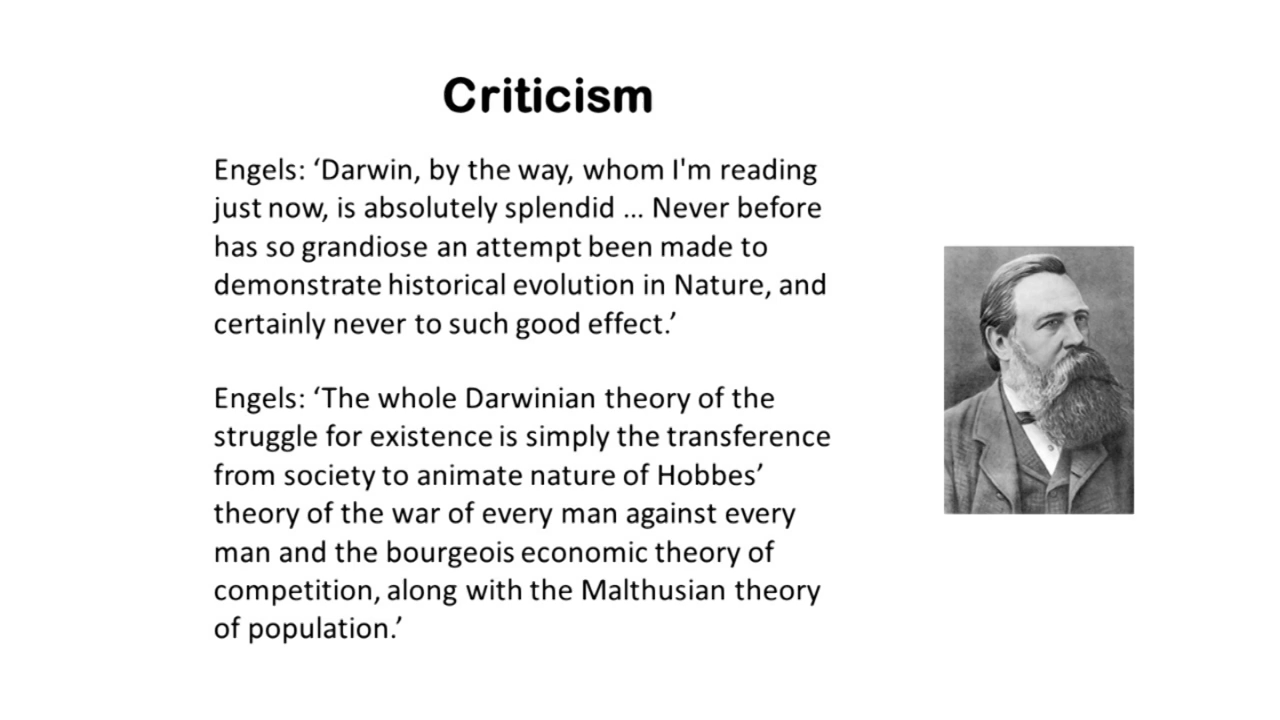 Criticism
Engels: ‘Darwin, by the way, whom I'm reading
just now, is absolutely splendid ... Never before
has so grandiose an attempt been made to
demonstrate historical evolution in Nature, and
certainly never to such good effect.’
Engels: ‘The whole Darwinian theory of the
struggle for existence is simply the transference
from society to animate nature of Hobbes’
theory of the war of every man against every
man and the bourgeois economic theory of
competition, along with the Malthusian theory
of population.’